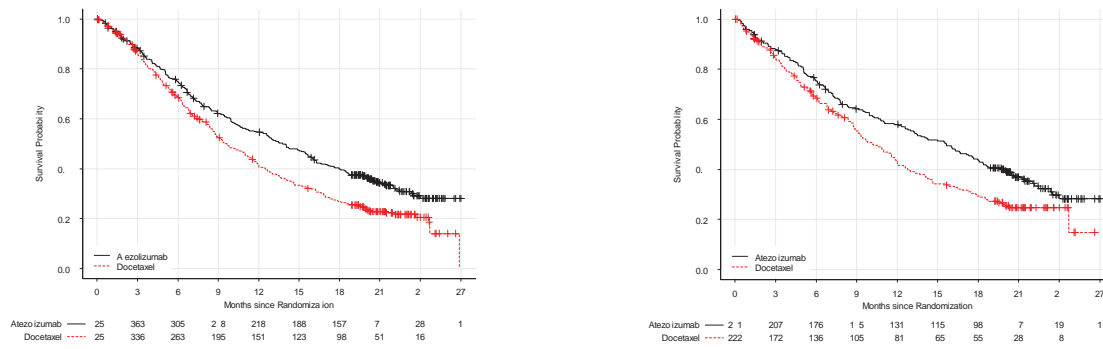 1.0
0.8
0.6
0.
0.2
0.0
Survival Probability
A ezolizumab
Docetaxel
0 3 6 9 12 15 18 21 2 27
Months since Randomiza ion
Atezo izumab 25 363 305 2 8 218 188 157 7 28 1
Docetaxel 25 336 263 195 151 123 98 51 16
1.0
0.8
0.6
0.
0.2
0.0
Survival Probability
Atezo izumab
Docetaxel
0 3 6 9 12 15 18 21 2 27
Months since Randomization
Atezo izumab 2 1 207 176 1 5 131 115 98 7 19 1
Docetaxel 222 172 136 105 81 65 55 28 8